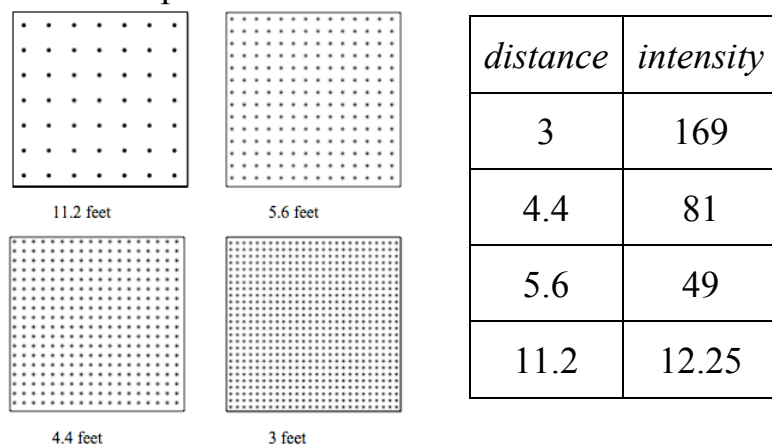 11.2 feet
5.6 feet
4.4 feet
3 feet
distance intensity
3 169
4.4 81
5.6 49
11.2 12.25